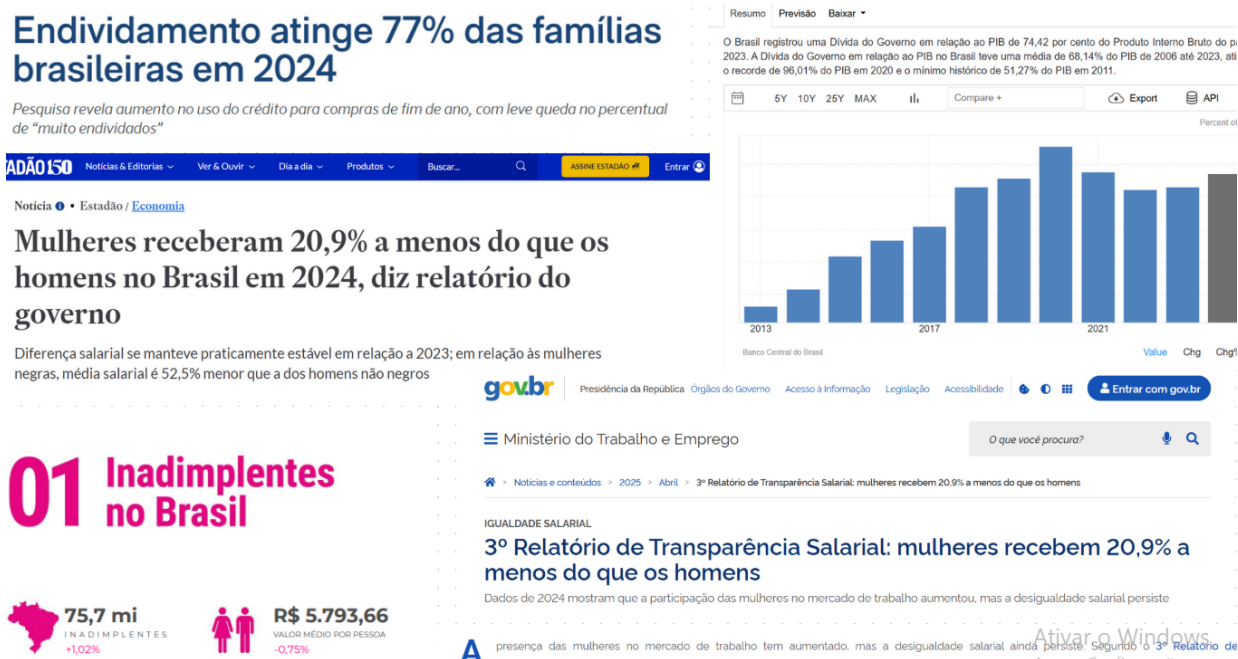 Endividamento atinge 77% das famílias
brasileiras em 2024
Pesquisa revela aumento no uso do crédito para compras de fim de ano, com leve queda no percentual
de “muito endividados”
ADÃO 150 Notícias & Editorias Ver & Ouvir Dia a dia Produtos Buscar... ASSINE ESTADÃO Entrar
Notícia • Estadão / Economia
Mulheres receberam 20,9% a menos do que os
homens no Brasil em 2024, diz relatório do
governo
Diferença salarial se manteve praticamente estável em relação a 2023; em relação às mulheres
negras, média salarial é 52,5% menor que a dos homens não negros
Resumo Previsão Baixar
O Brasil registrou uma Dívida do Governo em relação ao PIB de 74,42 por cento do Produto Interno Bruto do
2023. A Dívida do Governo em relação ao PIB no Brasil teve uma média de 68,14% do PIB de 2006 até 2023,
o recorde de 96,01% do PIB em 2020 e o mínimo histórico de 51,27% do PIB em 2011.
5Y 10Y 25Y MAX Compare + Export API
Percent of
2013 2017 2021
Banco Central do Brasil Value Chg Chg%
01 Inadimplentes
no Brasil
75,7 mi
INADIMPLENTES
+1,02%
R$ 5.793,66
VALOR MÉDIO POR PESSOA
-0,75%
gov.br Presidência da República Órgãos do Governo Acesso à Informação Legislação Acessibilidade Entrar com gov.br
Ministério do Trabalho e Emprego O que você procura?
> Notícias e conteúdos > 2025 > Abril > 3º Relatório de Transparência Salarial: mulheres recebem 20,9% a menos do que os homens
IGUALDADE SALARIAL
3º Relatório de Transparência Salarial: mulheres recebem 20,9% a
menos do que os homens
Dados de 2024 mostram que a participação das mulheres no mercado de trabalho aumentou, mas a desigualdade salarial persiste
A presença das mulheres no mercado de trabalho tem aumentado, mas a desigualdade salarial ainda persiste. Segundo o 3º Relatório de
Ativar o Windows